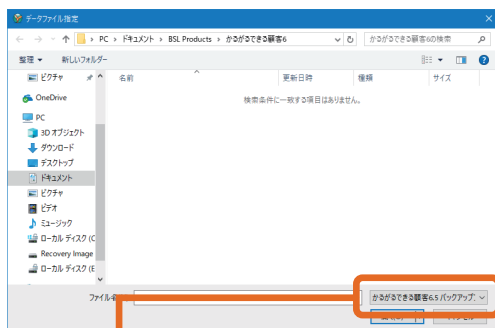 データファイル指定
PC › ドキュメント › BSL Products › かるがるできる顧客6
かるがるできる顧客6の検索
整理 新しいフォルダー
ピクチャ
名前 更新日時 種類 サイズ
OneDrive
検索条件に一致する項目はありません。
PC
3D オブジェクト
ダウンロード
デスクトップ
ドキュメント
ピクチャ
ビデオ
ミュージック
ローカル ディスク (C
Recovery Image
ローカル ディスク (E
ファイル名
かるがるできる顧客6.5 バックアップ